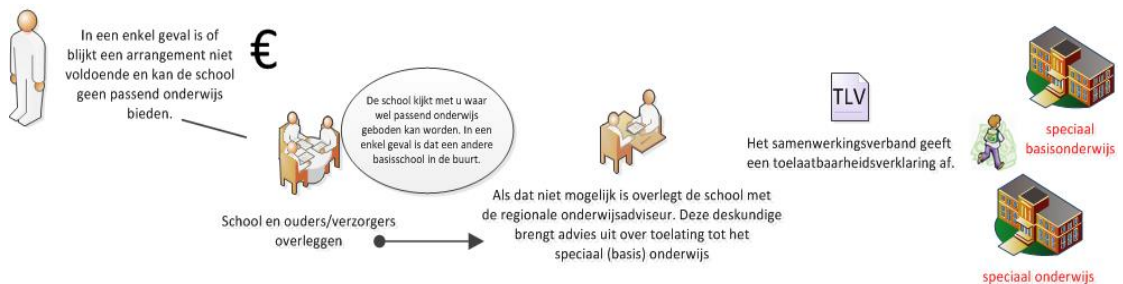 In een enkel geval is of
blijkt een arrangement niet
voldoende en kan de school
geen passend onderwijs
bieden.
€
De school kijkt met u waar
wel passend onderwijs
geboden kan worden. In een
enkel geval is dat een andere
basisschool in de buurt.
School en ouders/verzorgers
overleggen
Als dat niet mogelijk is overlegt de school met
de regionale onderwijsadviseur. Deze deskundige
brengt advies uit over toelating tot het
speciaal (basis) onderwijs
TLV
Het samenwerkingsverband geeft
een toelaatbaarheidsverklaring af.
speciaal
basisonderwijs
speciaal onderwijs